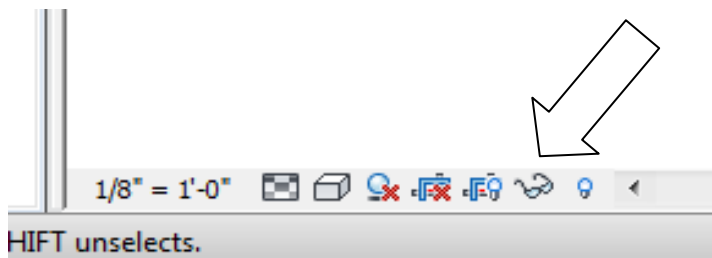 1/8" = 1'-0"
HIFT unselects.